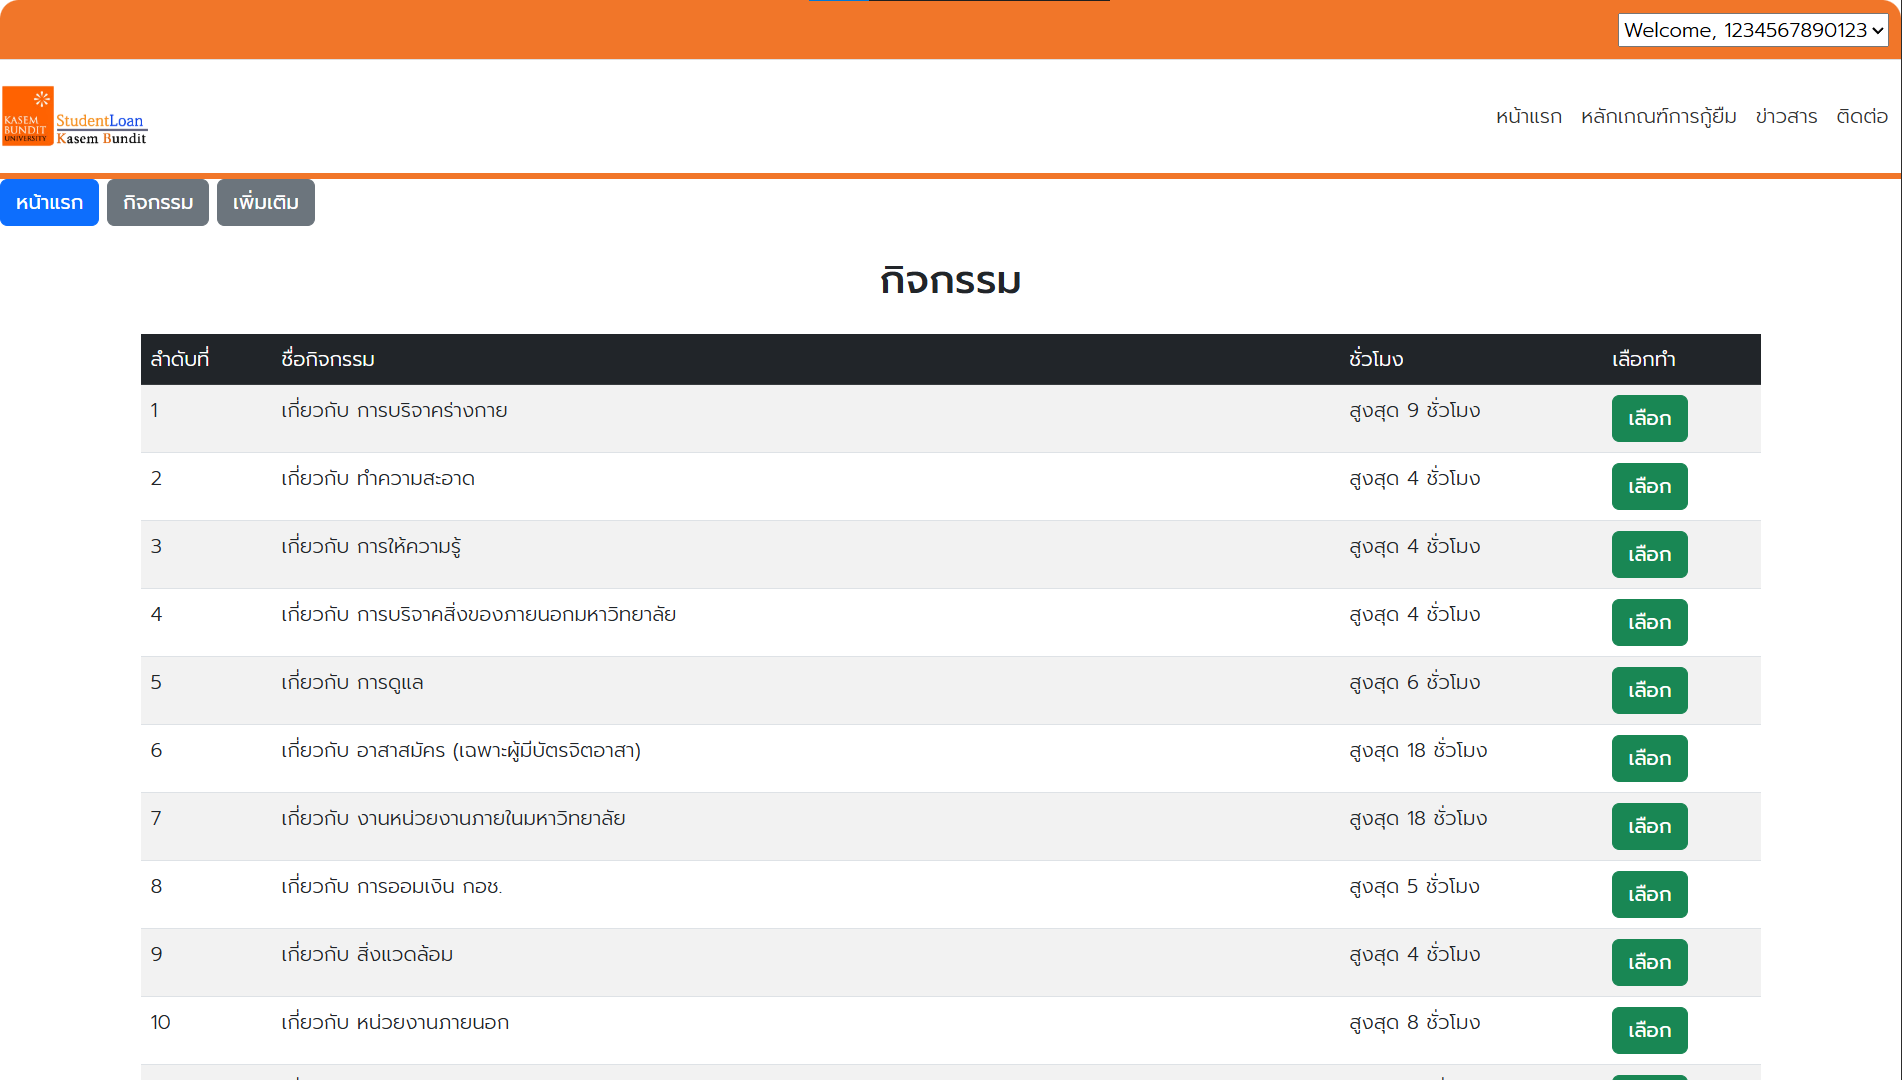 Welcome, 1234567890123
KASEM
BUNDIT
UNIVERSITY
StudentLoan
Kasem Bundit
หน้าแรก หลักเกณฑ์การกู้ยืม ข่าวสาร ติดต่อ
หน้าแรก กิจกรรม เพิ่มเติม
กิจกรรม
ลำดับที่ ชื่อกิจกรรม ชั่วโมง เลือกทำ
1 เกี่ยวกับ การบริจาคร่างกาย สูงสุด 9 ชั่วโมง เลือก
2 เกี่ยวกับ ทำความสะอาด สูงสุด 4 ชั่วโมง เลือก
3 เกี่ยวกับ การให้ความรู้ สูงสุด 4 ชั่วโมง เลือก
4 เกี่ยวกับ การบริจาคสิ่งของภายนอกมหาวิทยาลัย สูงสุด 4 ชั่วโมง เลือก
5 เกี่ยวกับ การดูแล สูงสุด 6 ชั่วโมง เลือก
6 เกี่ยวกับ อาสาสมัคร (เฉพาะผู้มีบัตรจิตอาสา) สูงสุด 18 ชั่วโมง เลือก
7 เกี่ยวกับ งานหน่วยงานภายในมหาวิทยาลัย สูงสุด 18 ชั่วโมง เลือก
8 เกี่ยวกับ การออมเงิน กอช. สูงสุด 5 ชั่วโมง เลือก
9 เกี่ยวกับ สิ่งแวดล้อม สูงสุด 4 ชั่วโมง เลือก
10 เกี่ยวกับ หน่วยงานภายนอก สูงสุด 8 ชั่วโมง เลือก